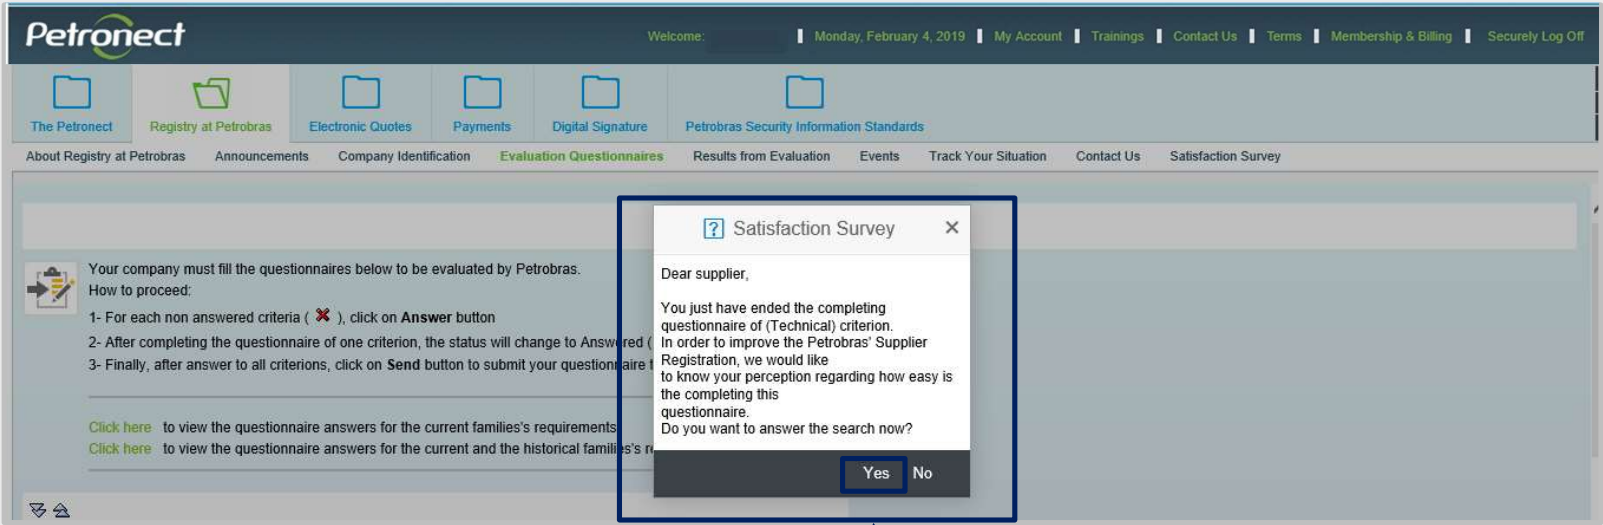 Petronect
Welcome: Monday, February 4, 2019 My Account Trainings Contact Us Terms Membership & Billing Securely Log Off
The Petronect Registry at Petrobras Electronic Quotes Payments Digital Signature Petrobras Security Information Standards
About Registry at Petrobras Announcements Company Identification Evaluation Questionnaires Results from Evaluation Events Track Your Situation Contact Us Satisfaction Survey
Your company must fill the questionnaires below to be evaluated by Petrobras.
How to proceed:
1- For each non answered criteria ( ), click on Answer button
2- After completing the questionnaire of one criterion, the status will change to Answered (
3- Finally, after answer to all criterions, click on Send button to submit your questionnaire
Click here to view the questionnaire answers for the current families's requirements
Click here to view the questionnaire answers for the current and the historical families's
? Satisfaction Survey ×
Dear supplier,
You just have ended the completing
questionnaire of (Technical) criterion.
In order to improve the Petrobras' Supplier
Registration, we would like
to know your perception regarding how easy is
the completing this
questionnaire.
Do you want to answer the search now?
Yes No